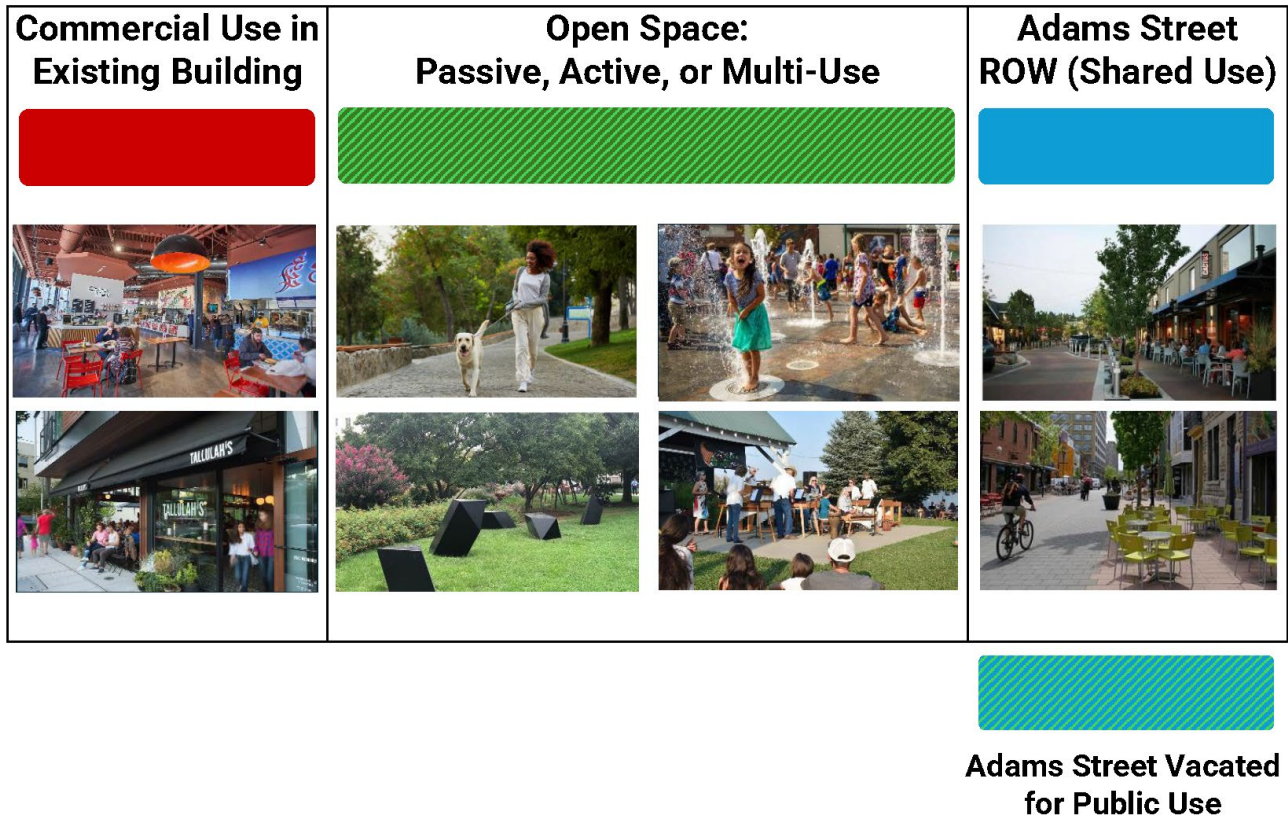 Commercial Use in
Existing Building
Open Space:
Passive, Active, or Multi-Use
Adams Street
ROW (Shared Use)
TALLULAH'S
TALLULAH'S
Adams Street Vacated
for Public Use